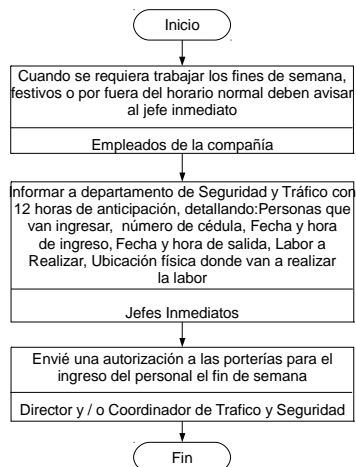 Inicio
Cuando se requiera trabajar los fines de semana,
festivos o por fuera del horario normal deben avisar
al jefe inmediato
Empleados de la compañía
Informar a departamento de Seguridad y Tráfico con
12 horas de anticipación, detallando:Personas que
van ingresar, número de cédula, Fecha y hora
de ingreso, Fecha y hora de salida, Labor a
Realizar, Ubicación física donde van a realizar
la labor
Jefes Inmediatos
Envié una autorización a las porterías para el
ingreso del personal el fin de semana
Director y / o Coordinador de Trafico y Seguridad
Fin